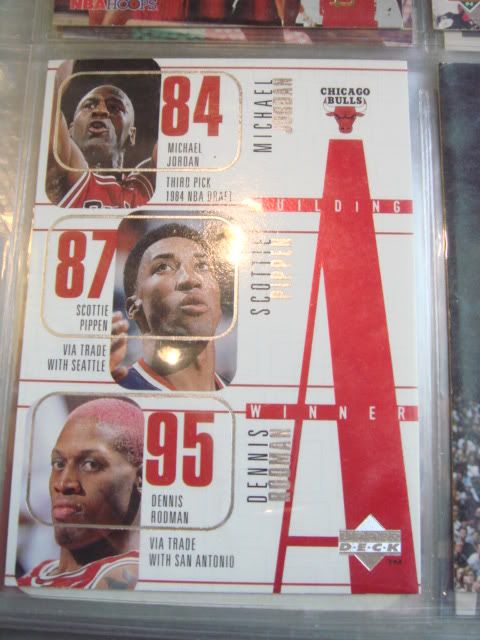 NBA HOOPS
84
MICHAEL
JORDAN
THIRD PICK
1984 NBA DRAFT
MICHAEL
JORDAN
CHICAGO
BULLS
BUILDING
87
SCOTTIE
PIPPEN
VIA TRADE
WITH SEATTLE
SCOTTIE
PIPPEN
A
WINNER
95
DENNIS
RODMAN
VIA TRADE
WITH SAN ANTONIO
DENNIS
RODMAN
UPPER
DECK
TM